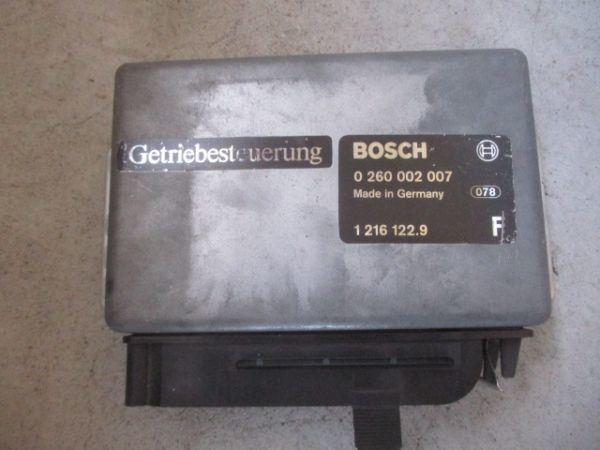 Getriebesteuerung
BOSCH
0 260 002 007
Made in Germany 078
1 216 122.9 F